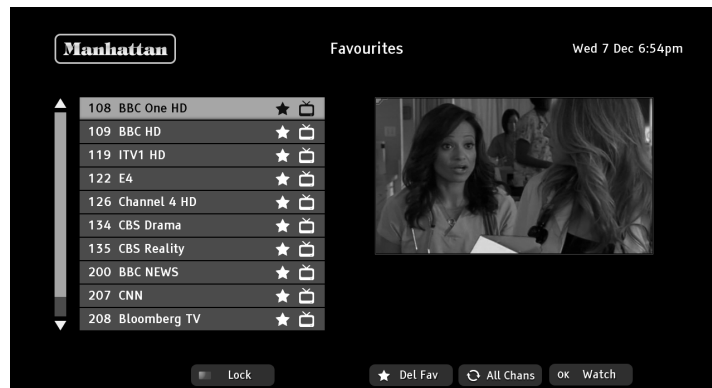 Manhattan
Favourites
Wed 7 Dec 6:54pm
108 BBC One HD
109 BBC HD
119 ITV1 HD
122 E4
126 Channel 4 HD
134 CBS Drama
135 CBS Reality
200 BBC NEWS
207 CNN
208 Bloomberg TV
Lock
Del Fav
All Chans
OK Watch